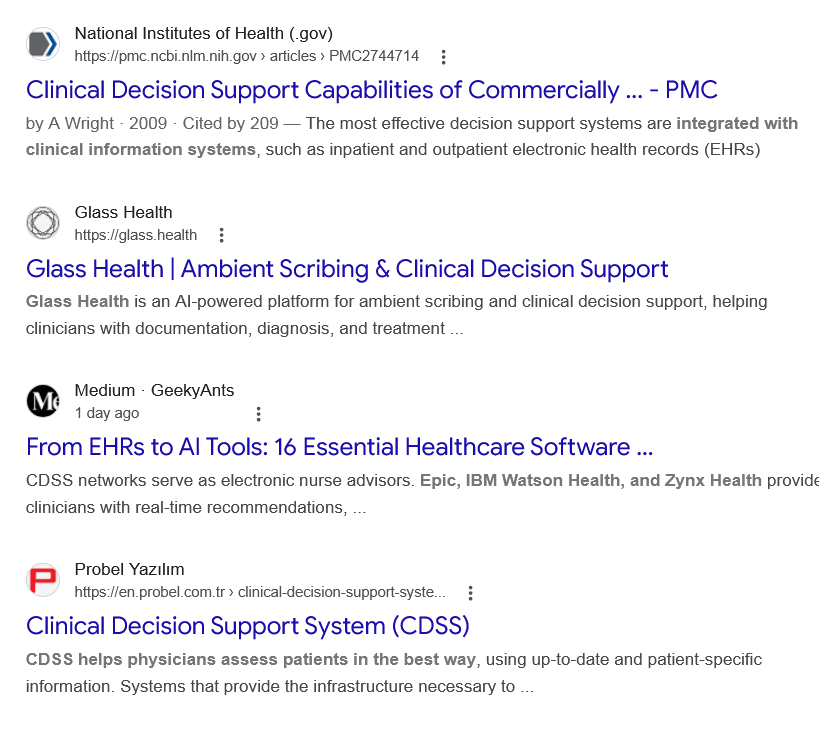 National Institutes of Health (.gov)
https://pmc.ncbi.nlm.nih.gov › articles › PMC2744714
Clinical Decision Support Capabilities of Commercially ... - PMC
by A Wright · 2009 · Cited by 209 — The most effective decision support systems are integrated with
clinical information systems, such as inpatient and outpatient electronic health records (EHRs)
Glass Health
https://glass.health
Glass Health | Ambient Scribing & Clinical Decision Support
Glass Health is an AI-powered platform for ambient scribing and clinical decision support, helping
clinicians with documentation, diagnosis, and treatment ...
Medium · GeekyAnts
1 day ago
From EHRs to AI Tools: 16 Essential Healthcare Software ...
CDSS networks serve as electronic nurse advisors. Epic, IBM Watson Health, and Zynx Health provide
clinicians with real-time recommendations, ...
Probel Yazılım
https://en.probel.com.tr › clinical-decision-support-syste...
Clinical Decision Support System (CDSS)
CDSS helps physicians assess patients in the best way, using up-to-date and patient-specific
information. Systems that provide the infrastructure necessary to ...